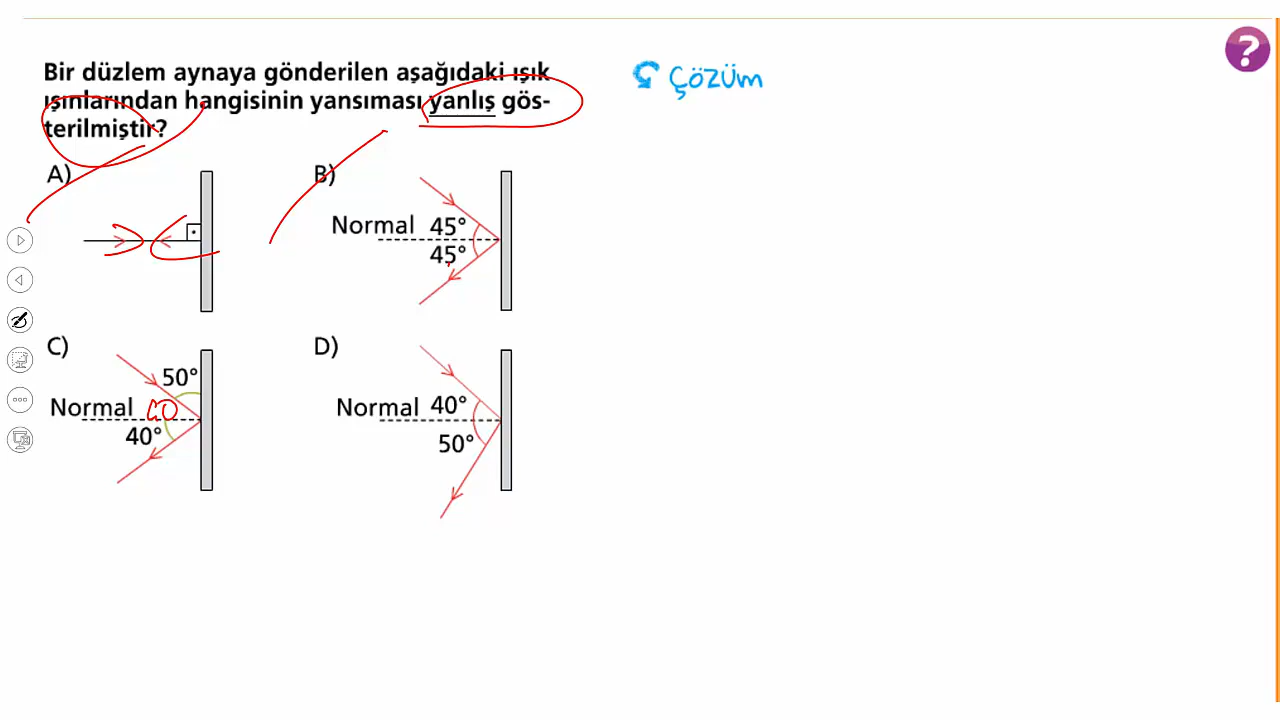 ?
Bir düzlem aynaya gönderilen aşağıdaki ışık
ışınlarından hangisinin yansıması yanlış gös-
terilmiştir?
Çözüm
A)
B)
Normal 45°
45°
C)
50°
Normal 40
40°
D)
Normal 40°
50°